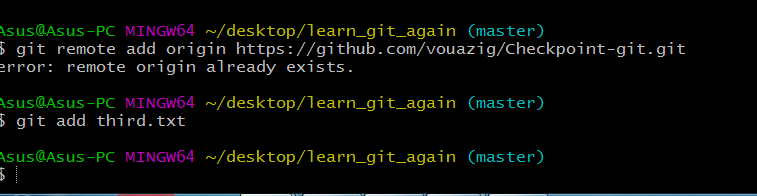 Asus@Asus-PC MINGW64 ~/desktop/learn_git_again (master)
$ git remote add origin https://github.com/vouazig/Checkpoint-git.git
error: remote origin already exists.
Asus@Asus-PC MINGW64 ~/desktop/learn_git_again (master)
$ git add third.txt
Asus@Asus-PC MINGW64 ~/desktop/learn_git_again (master)
$